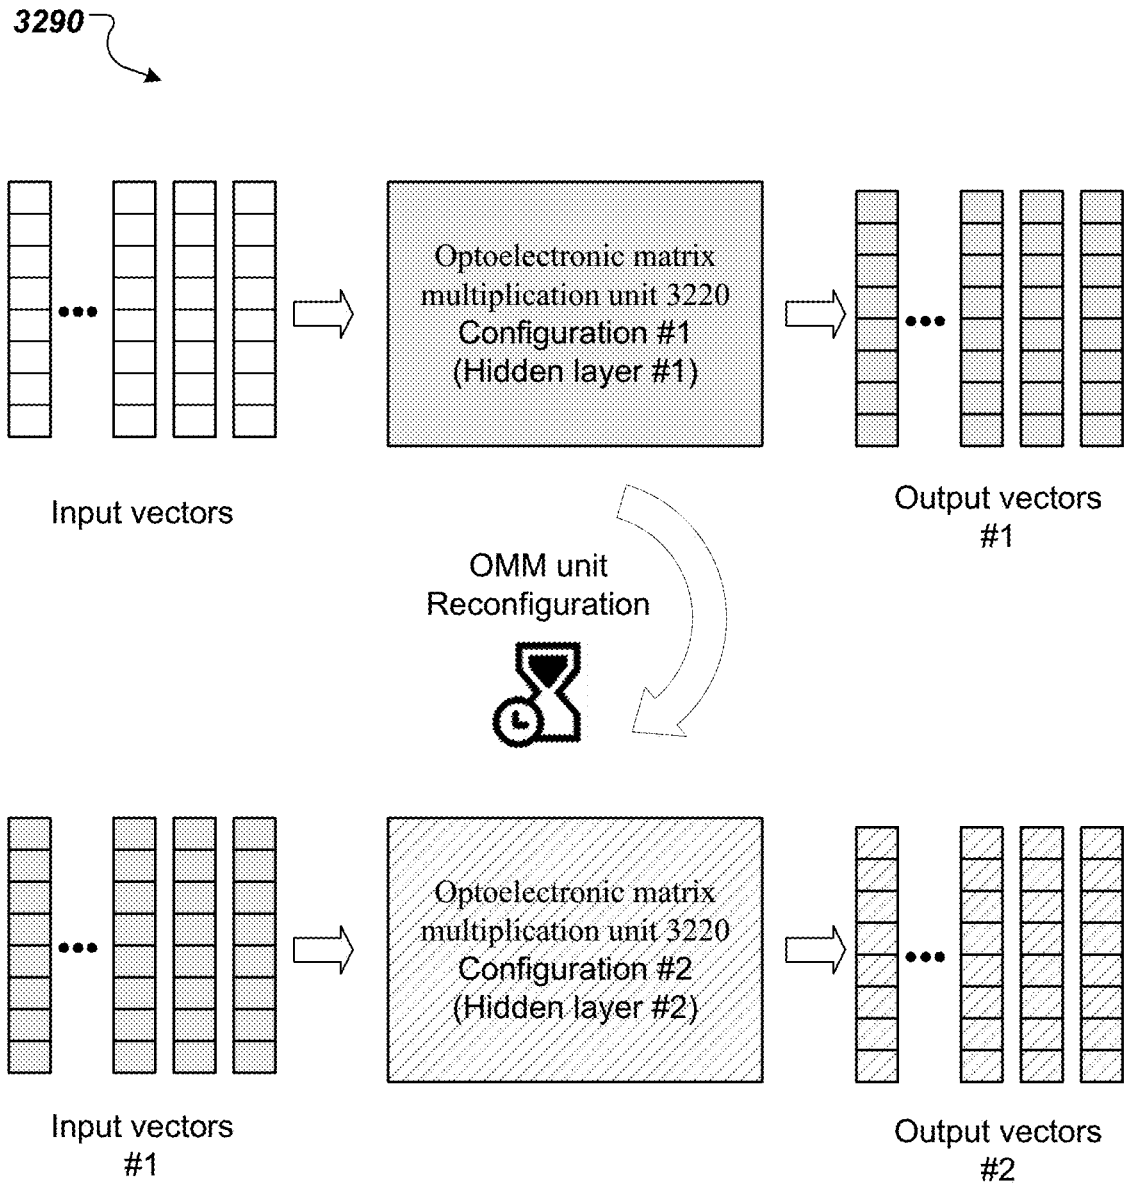 3290
Optoelectronic matrix
multiplication unit 3220
Configuration #1
(Hidden layer #1)
Input vectors
Output vectors
#1
OMM unit
Reconfiguration
Optoelectronic matrix
multiplication unit 3220
Configuration #2
(Hidden layer #2)
Input vectors
#1
Output vectors
#2